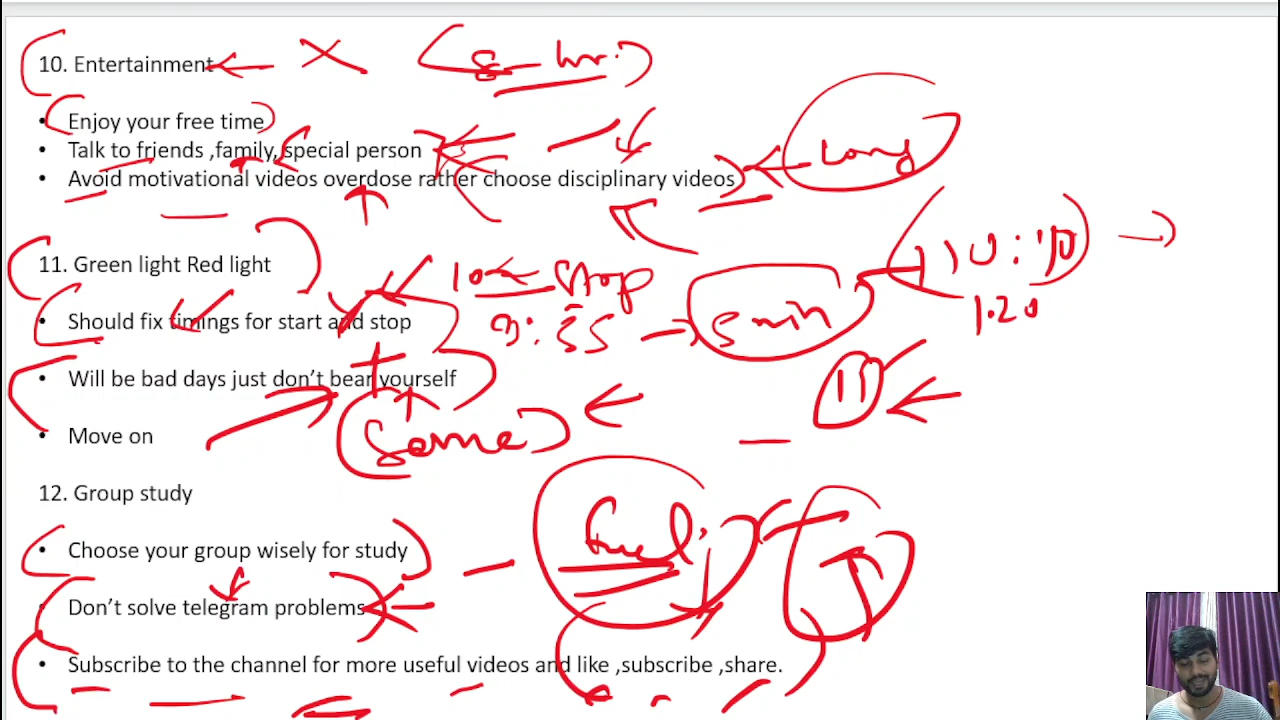 10. Entertainment (8 hr.)
• Enjoy your free time
• Talk to friends ,family, special person
Long
• Avoid motivational videos overdose rather choose disciplinary videos
11. Green light Red light
10 Stop
10:10
• Should fix timings for start and stop
5 min
1.20
• Will be bad days just don't bear yourself
11
Same
• Move on
12. Group study
fuel
• Choose your group wisely for study
• Don't solve telegram problems
• Subscribe to the channel for more useful videos and like ,subscribe ,share.